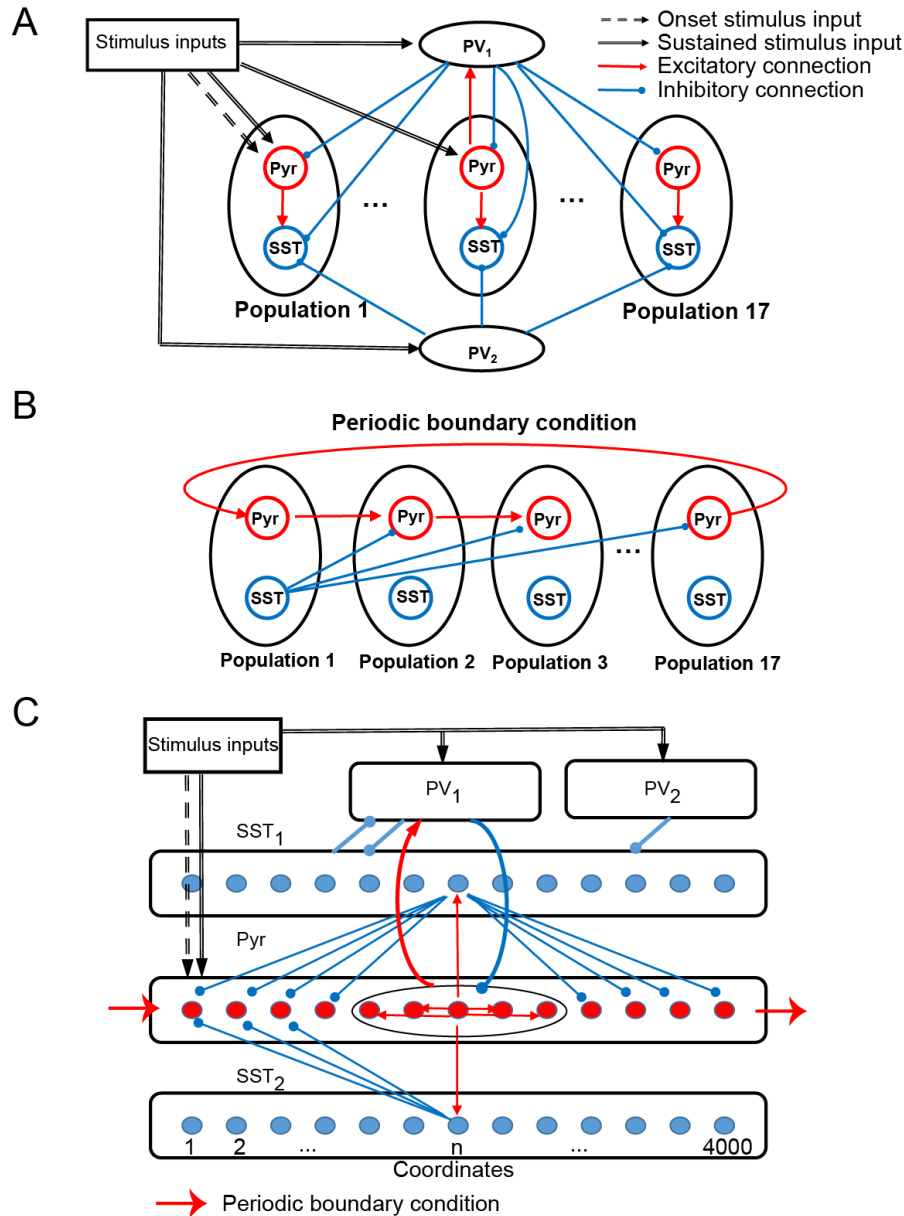 A
Stimulus inputs
PV1
Onset stimulus input
Sustained stimulus input
Excitatory connection
Inhibitory connection
Pyr
Pyr
Pyr
...
...
SST
SST
SST
Population 1
Population 17
PV2
B
Periodic boundary condition
Pyr
Pyr
Pyr
Pyr
...
SST
SST
SST
SST
Population 1
Population 2
Population 3
Population 17
C
Stimulus inputs
PV1
PV2
SST1
Pyr
SST2
1 2 ... n ... 4000
Coordinates
Periodic boundary condition